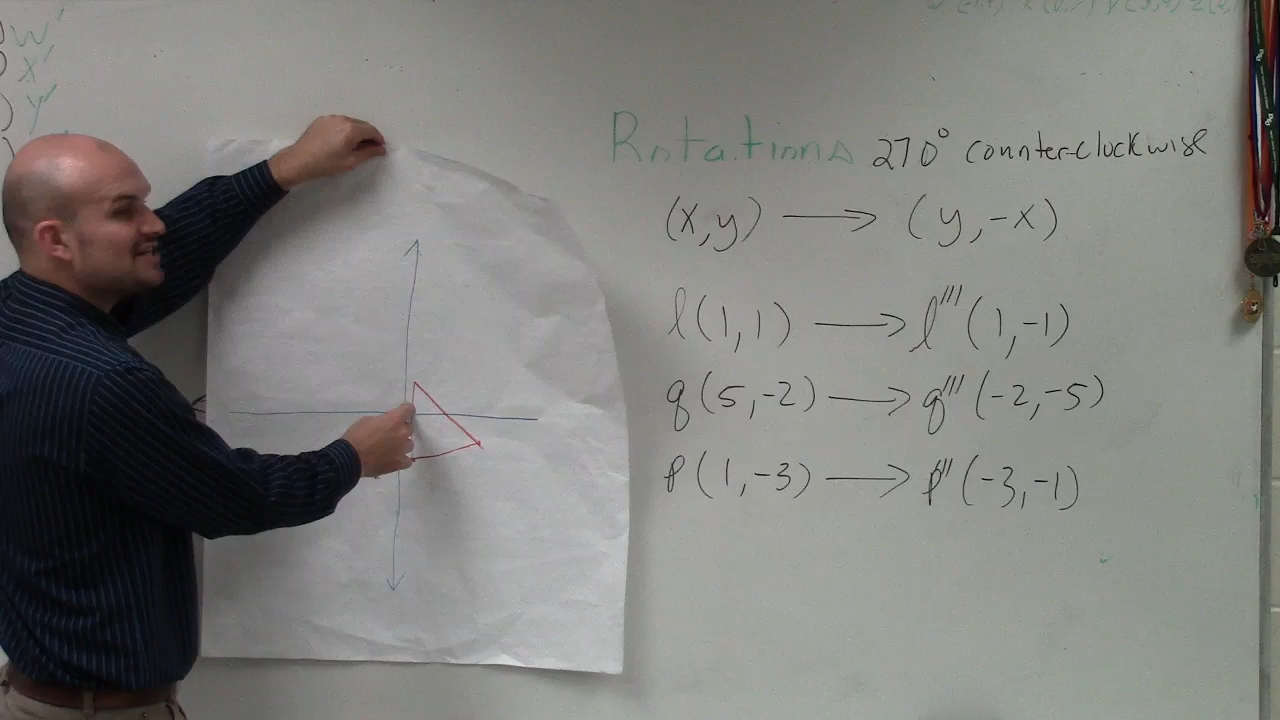 W'
X'
Y'
Rotations 270° counter-clockwise
(x,y) → (y,-x)
l(1,1) → l'''(1,-1)
q(5,-2) → q'''(-2,-5)
p(1,-3) → p''(-3,-1)